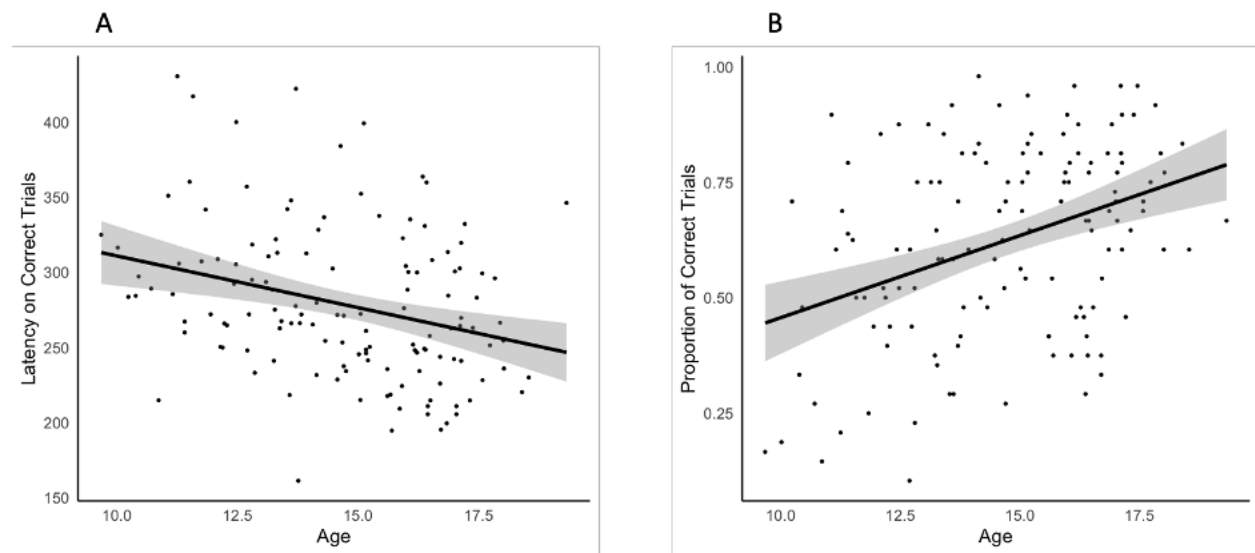 A
Latency on Correct Trials
400
350
300
250
200
150
10.0 12.5 15.0 17.5
Age
B
Proportion of Correct Trials
1.00
0.75
0.50
0.25
10.0 12.5 15.0 17.5
Age